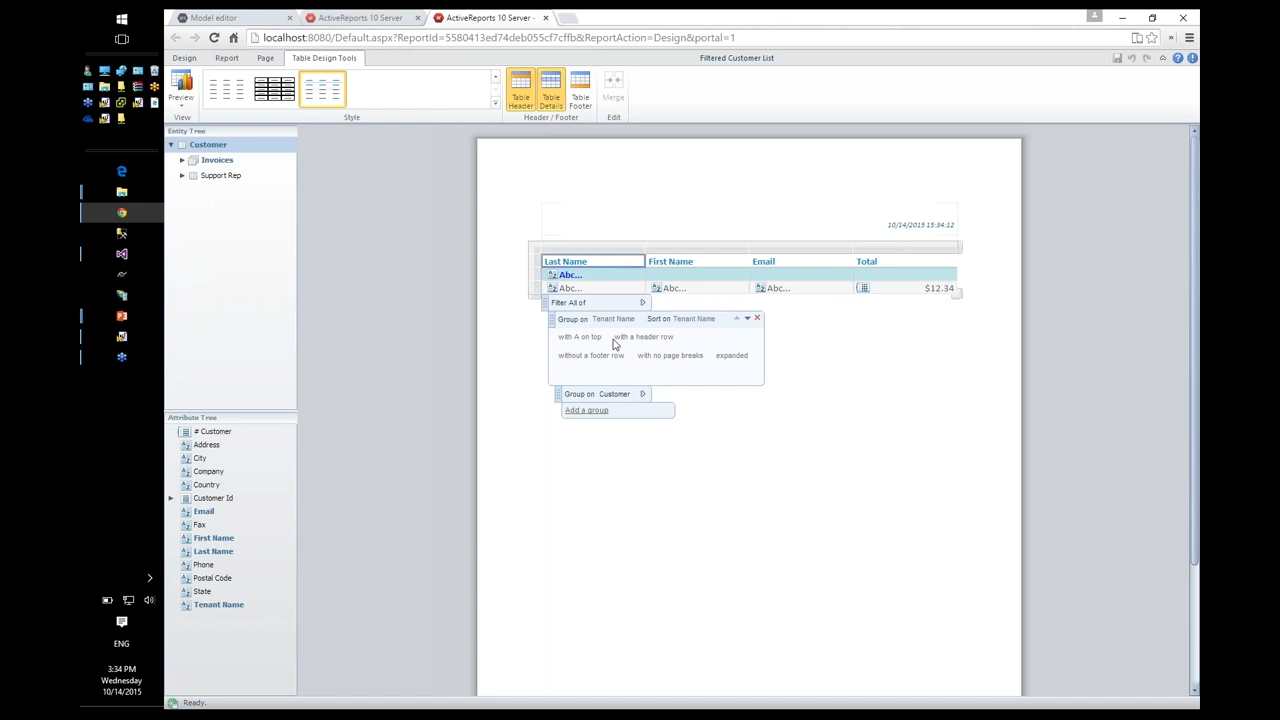 Model editor
ActiveReports 10 Server
ActiveReports 10 Server -
localhost:8080/Default.aspx?ReportId=5580413ed74deb055cf7cffb&ReportAction=Design&portal=1
Design Report Page Table Design Tools
Filtered Customer List
Preview
Table Header
Table Details
Table Footer
Merge
View
Style
Header / Footer
Edit
Entity Tree
Customer
Invoices
Support Rep
10/14/2015 15:34:12
Last Name First Name Email Total
Abc...
Abc... Abc... Abc... $12.34
Filter All of
Group on Tenant Name Sort on Tenant Name
with A on top with a header row
without a footer row with no page breaks expanded
Group on Customer
Add a group
Attribute Tree
# Customer
Address
City
Company
Country
Customer Id
Email
Fax
First Name
Last Name
Phone
Postal Code
State
Tenant Name
ENG
3:34 PM
Wednesday
10/14/2015
Ready.